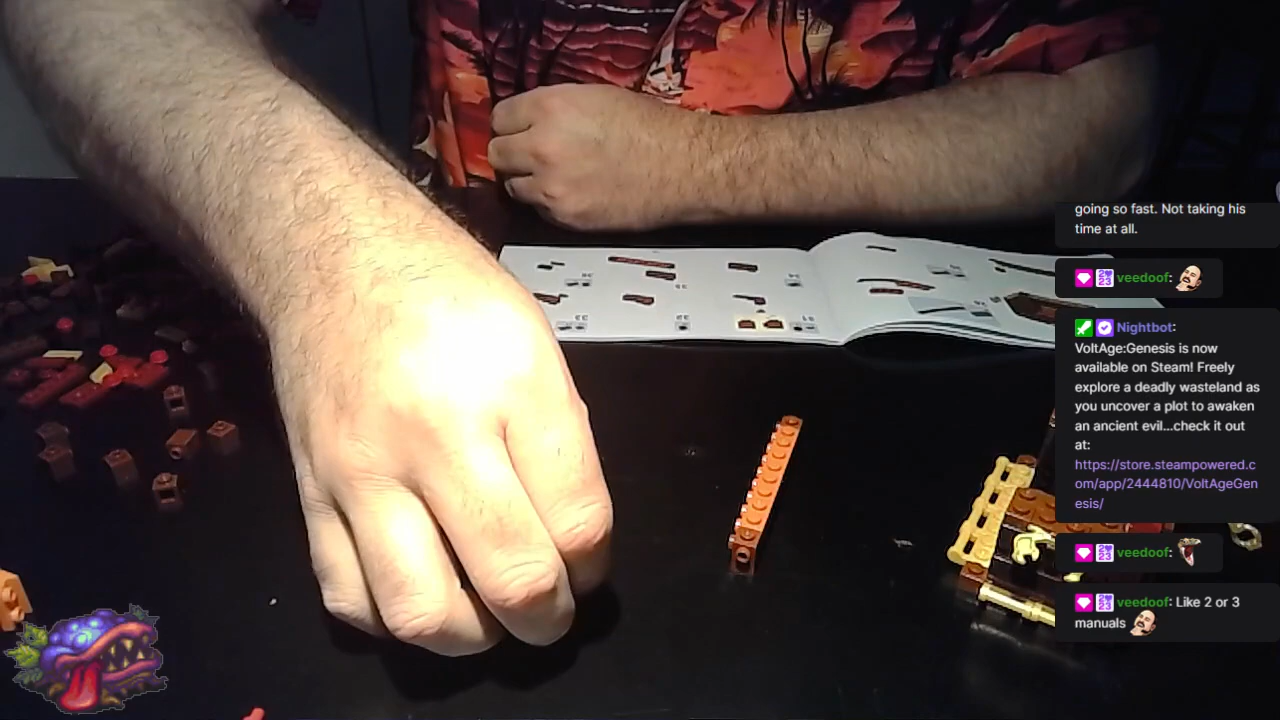 going so fast. Not taking his
time at all.
veedoof:
Nightbot:
VoltAge:Genesis is now
available on Steam! Freely
explore a deadly wasteland as
you uncover a plot to awaken
an ancient evil...check it out
at:
https://store.steampowered.c
om/app/2444810/VoltAgeGen
esis/
veedoof:
veedoof: Like 2 or 3
manuals